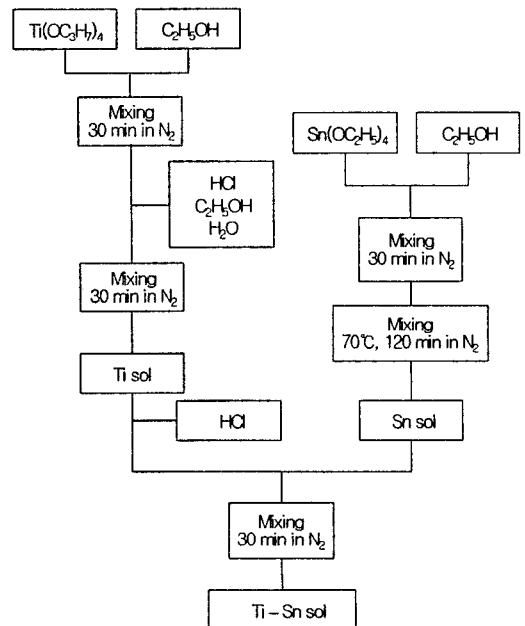 Ti(OC₃H₇)₄
C₂H₅OH
Mixing
30 min in N₂
HCl
C₂H₅OH
H₂O
Mixing
30 min in N₂
Ti sol
HCl
Sn(OC₂H₅)₄
C₂H₅OH
Mixing
30 min in N₂
Mixing
70℃, 120 min in N₂
Sn sol
Mixing
30 min in N₂
Ti – Sn sol